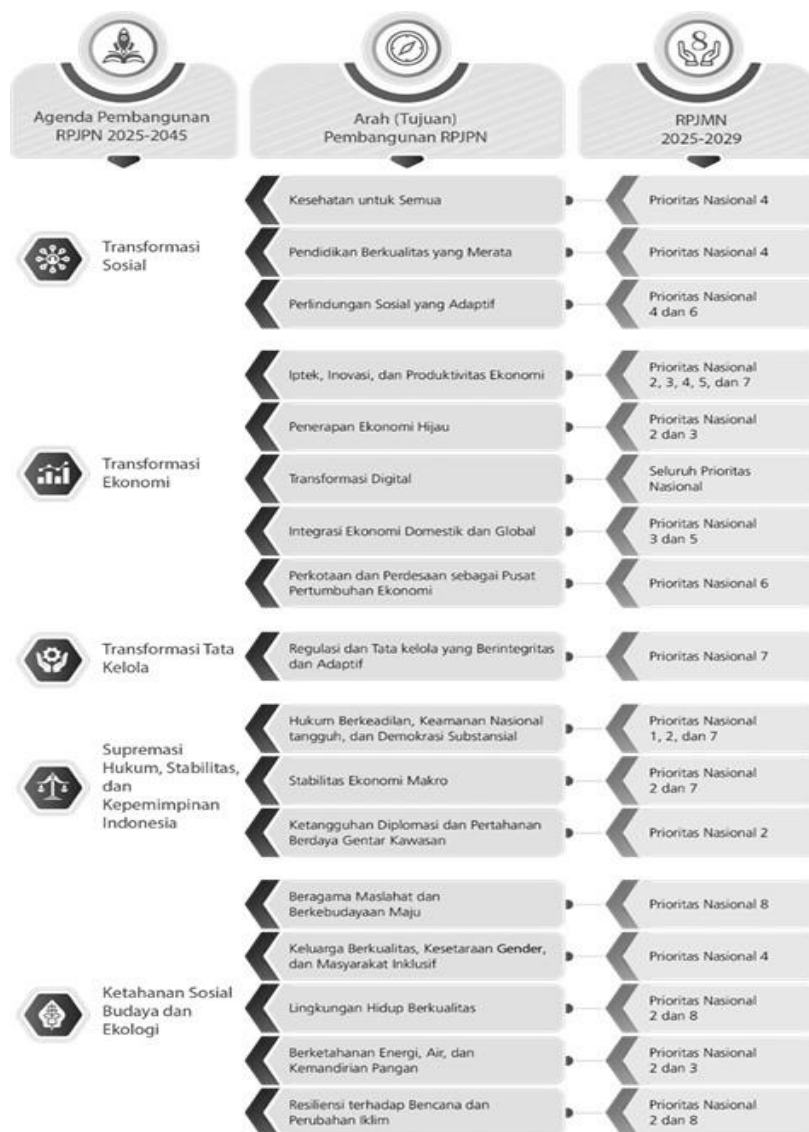 8
Agenda Pembangunan
RPJPN 2025-2045
Arah (Tujuan)
Pembangunan RPJPN
RPJMN
2025-2029
Transformasi
Sosial
Kesehatan untuk Semua
Prioritas Nasional 4
Pendidikan Berkualitas yang Merata
Prioritas Nasional 4
Perlindungan Sosial yang Adaptif
Prioritas Nasional
4 dan 6
Transformasi
Ekonomi
Iptek, Inovasi, dan Produktivitas Ekonomi
Prioritas Nasional
2, 3, 4, 5, dan 7
Penerapan Ekonomi Hijau
Prioritas Nasional
2 dan 3
Transformasi Digital
Seluruh Prioritas
Nasional
Integrasi Ekonomi Domestik dan Global
Prioritas Nasional
3 dan 5
Perkotaan dan Perdesaan sebagai Pusat
Pertumbuhan Ekonomi
Prioritas Nasional 6
Transformasi Tata
Kelola
Regulasi dan Tata kelola yang Berintegritas
dan Adaptif
Prioritas Nasional 7
Supremasi
Hukum, Stabilitas,
dan
Kepemimpinan
Indonesia
Hukum Berkeadilan, Keamanan Nasional
tangguh, dan Demokrasi Substansial
Prioritas Nasional
1, 2, dan 7
Stabilitas Ekonomi Makro
Prioritas Nasional
2 dan 7
Ketangguhan Diplomasi dan Pertahanan
Berdaya Gentar Kawasan
Prioritas Nasional 2
Ketahanan Sosial
Budaya dan
Ekologi
Beragama Maslahat dan
Berkebudayaan Maju
Prioritas Nasional 8
Keluarga Berkualitas, Kesetaraan Gender,
dan Masyarakat Inklusif
Prioritas Nasional 4
Lingkungan Hidup Berkualitas
Prioritas Nasional
2 dan 8
Berketahanan Energi, Air, dan
Kemandirian Pangan
Prioritas Nasional
2 dan 3
Resiliensi terhadap Bencana dan
Perubahan Iklim
Prioritas Nasional
2 dan 8